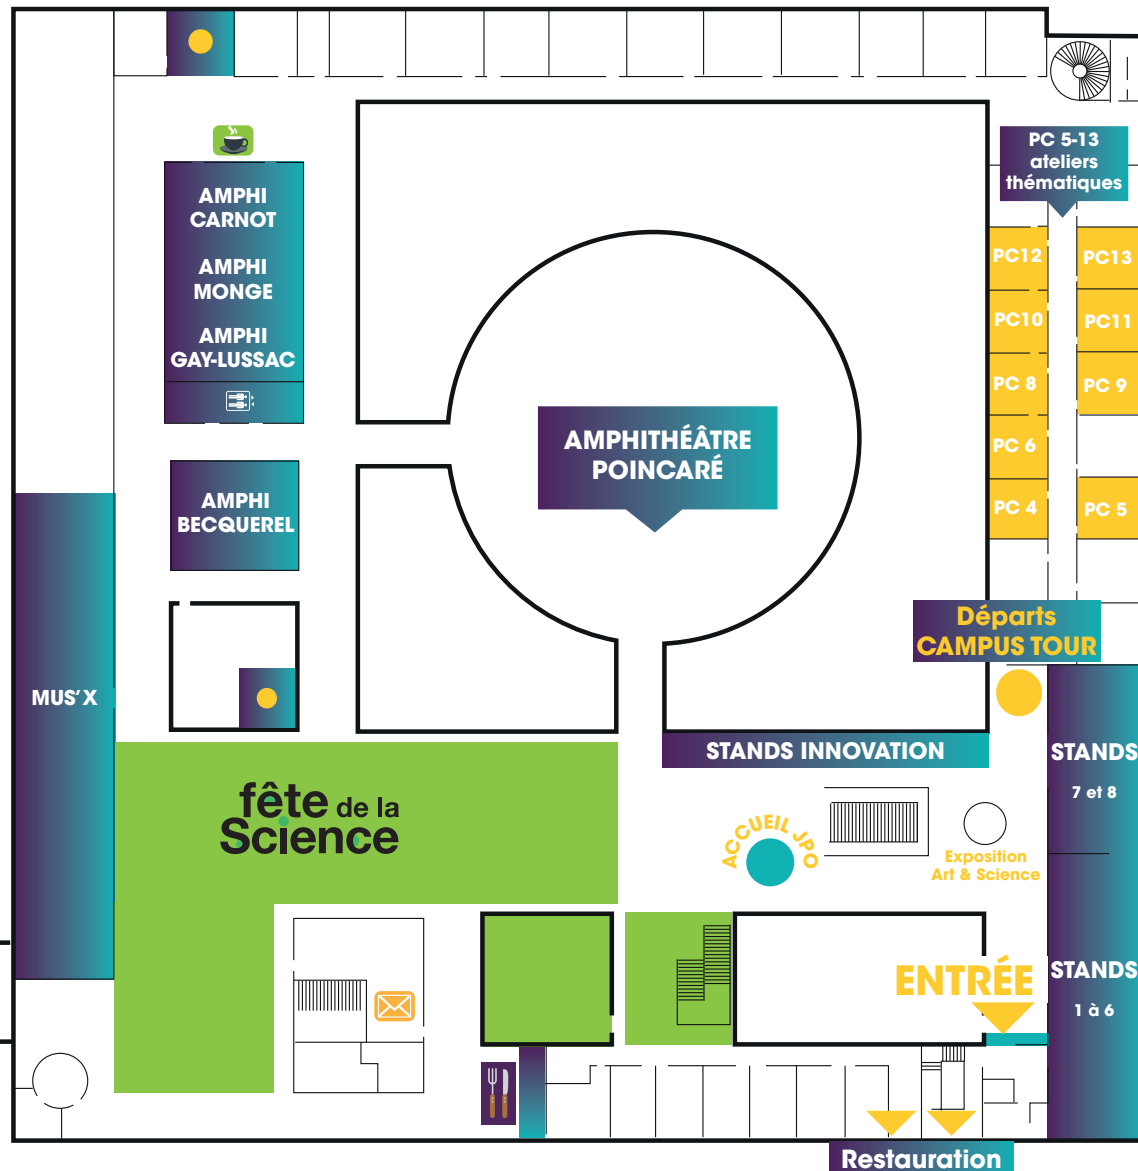 PC 5-13
ateliers
thématiques
AMPHI
CARNOT
AMPHI
MONGE
AMPHI
GAY-LUSSAC
PC12
PC13
PC10
PC11
PC 8
PC 9
PC 6
PC 4
PC 5
AMPHITHÉÂTRE
POINCARÉ
AMPHI
BECQUEREL
Départs
CAMPUS TOUR
MUS'X
STANDS INNOVATION
STANDS
7 et 8
fête de la
Science
ACCUEIL JPO
Exposition
Art & Science
ENTRÉE
STANDS
1 à 6
Restauration